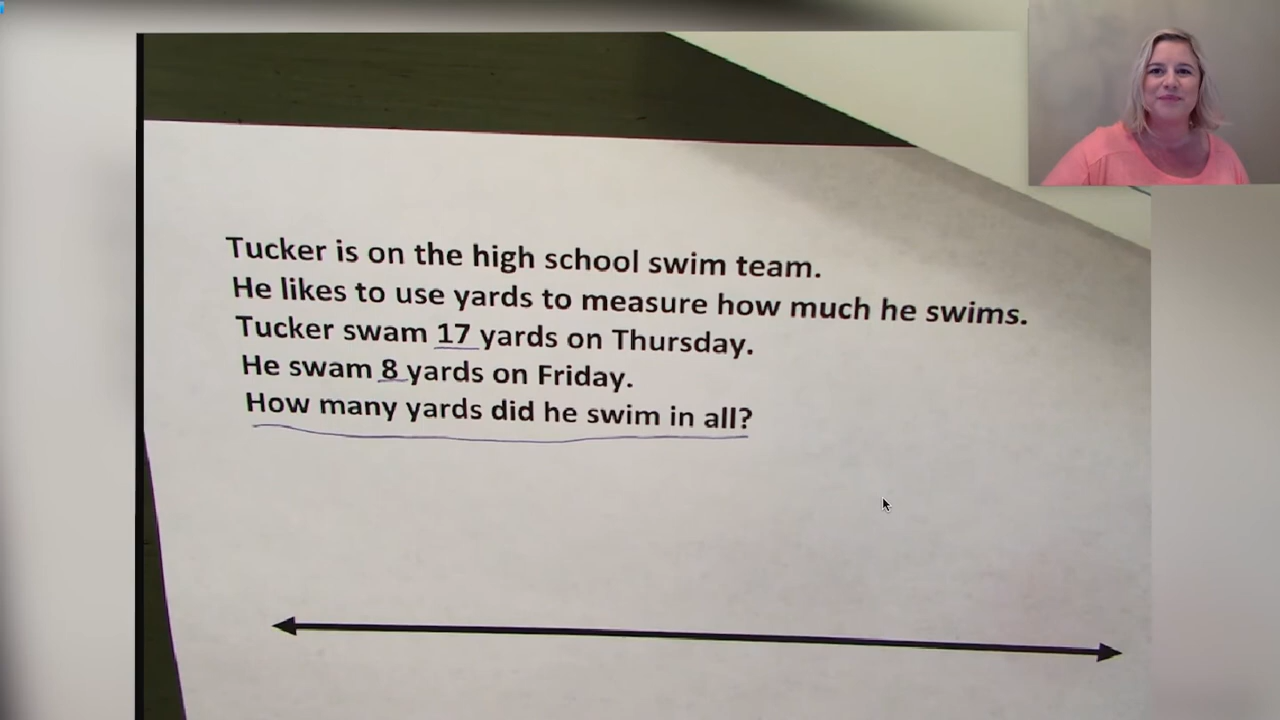 Tucker is on the high school swim team.
He likes to use yards to measure how much he swims.
Tucker swam 17 yards on Thursday.
He swam 8 yards on Friday.
How many yards did he swim in all?